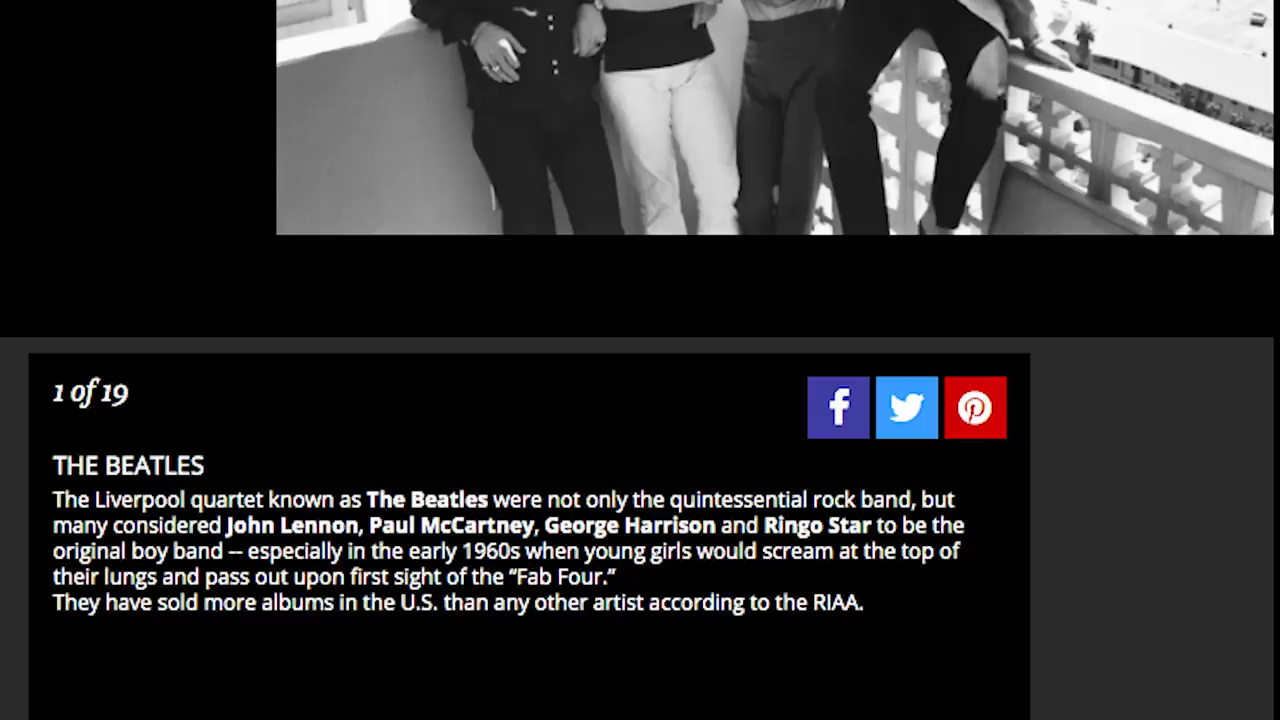 1 of 19
THE BEATLES
The Liverpool quartet known as The Beatles were not only the quintessential rock band, but
many considered John Lennon, Paul McCartney, George Harrison and Ringo Star to be the
original boy band -- especially in the early 1960s when young girls would scream at the top of
their lungs and pass out upon first sight of the “Fab Four.”
They have sold more albums in the U.S. than any other artist according to the RIAA.